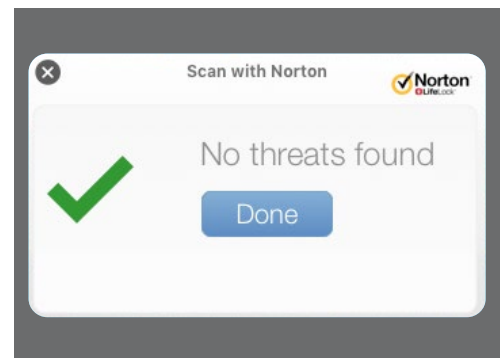 Scan with Norton
Norton
LifeLock
No threats found
Done